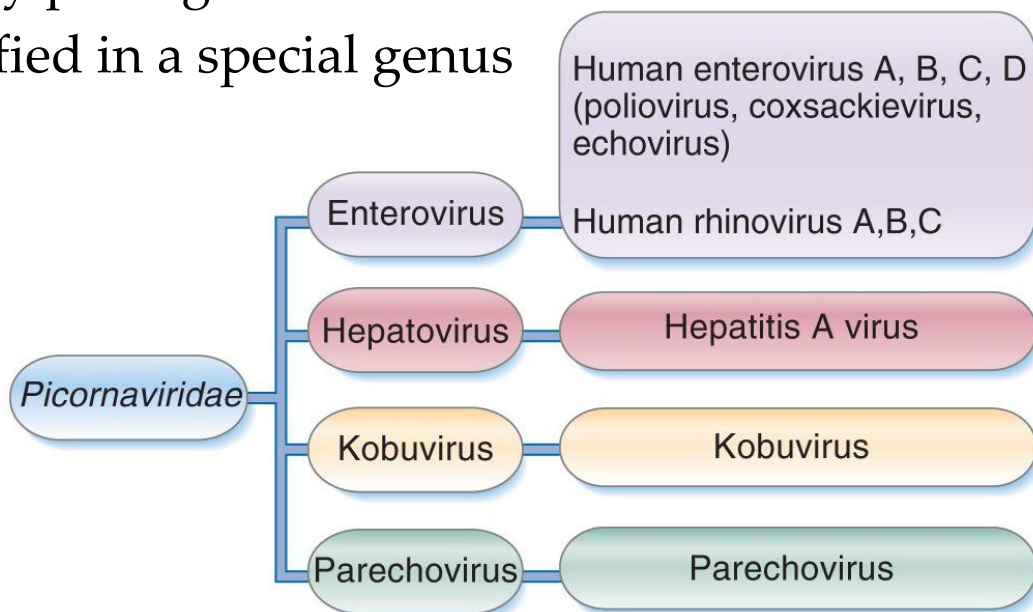 fied in a special genus
Human enterovirus A, B, C, D
(poliovirus, coxsackievirus,
echovirus)
Enterovirus
Human rhinovirus A,B,C
Hepatovirus
Hepatitis A virus
Picornaviridae
Kobuvirus
Kobuvirus
Parechovirus
Parechovirus